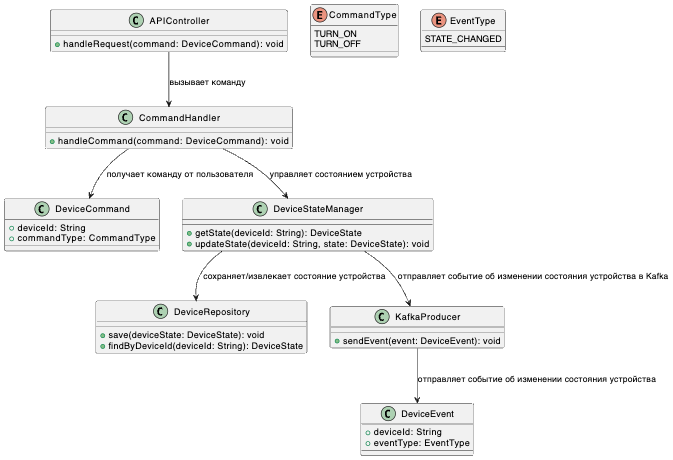 C APIController
handleRequest(command: DeviceCommand): void
E CommandType
TURN_ON
TURN_OFF
E EventType
STATE_CHANGED
вызывает команду
C CommandHandler
handleCommand(command: DeviceCommand): void
получает команду от пользователя
управляет состоянием устройства
C DeviceCommand
deviceId: String
commandType: CommandType
C DeviceStateManager
getState(deviceId: String): DeviceState
updateState(deviceId: String, state: DeviceState): void
сохраняет/извлекает состояние устройства
отправляет событие об изменении состояния устройства в Kafka
C DeviceRepository
save(deviceState: DeviceState): void
findByDeviceId(deviceId: String): DeviceState
C KafkaProducer
sendEvent(event: DeviceEvent): void
отправляет событие об изменении состояния устройства
C DeviceEvent
deviceId: String
eventType: EventType